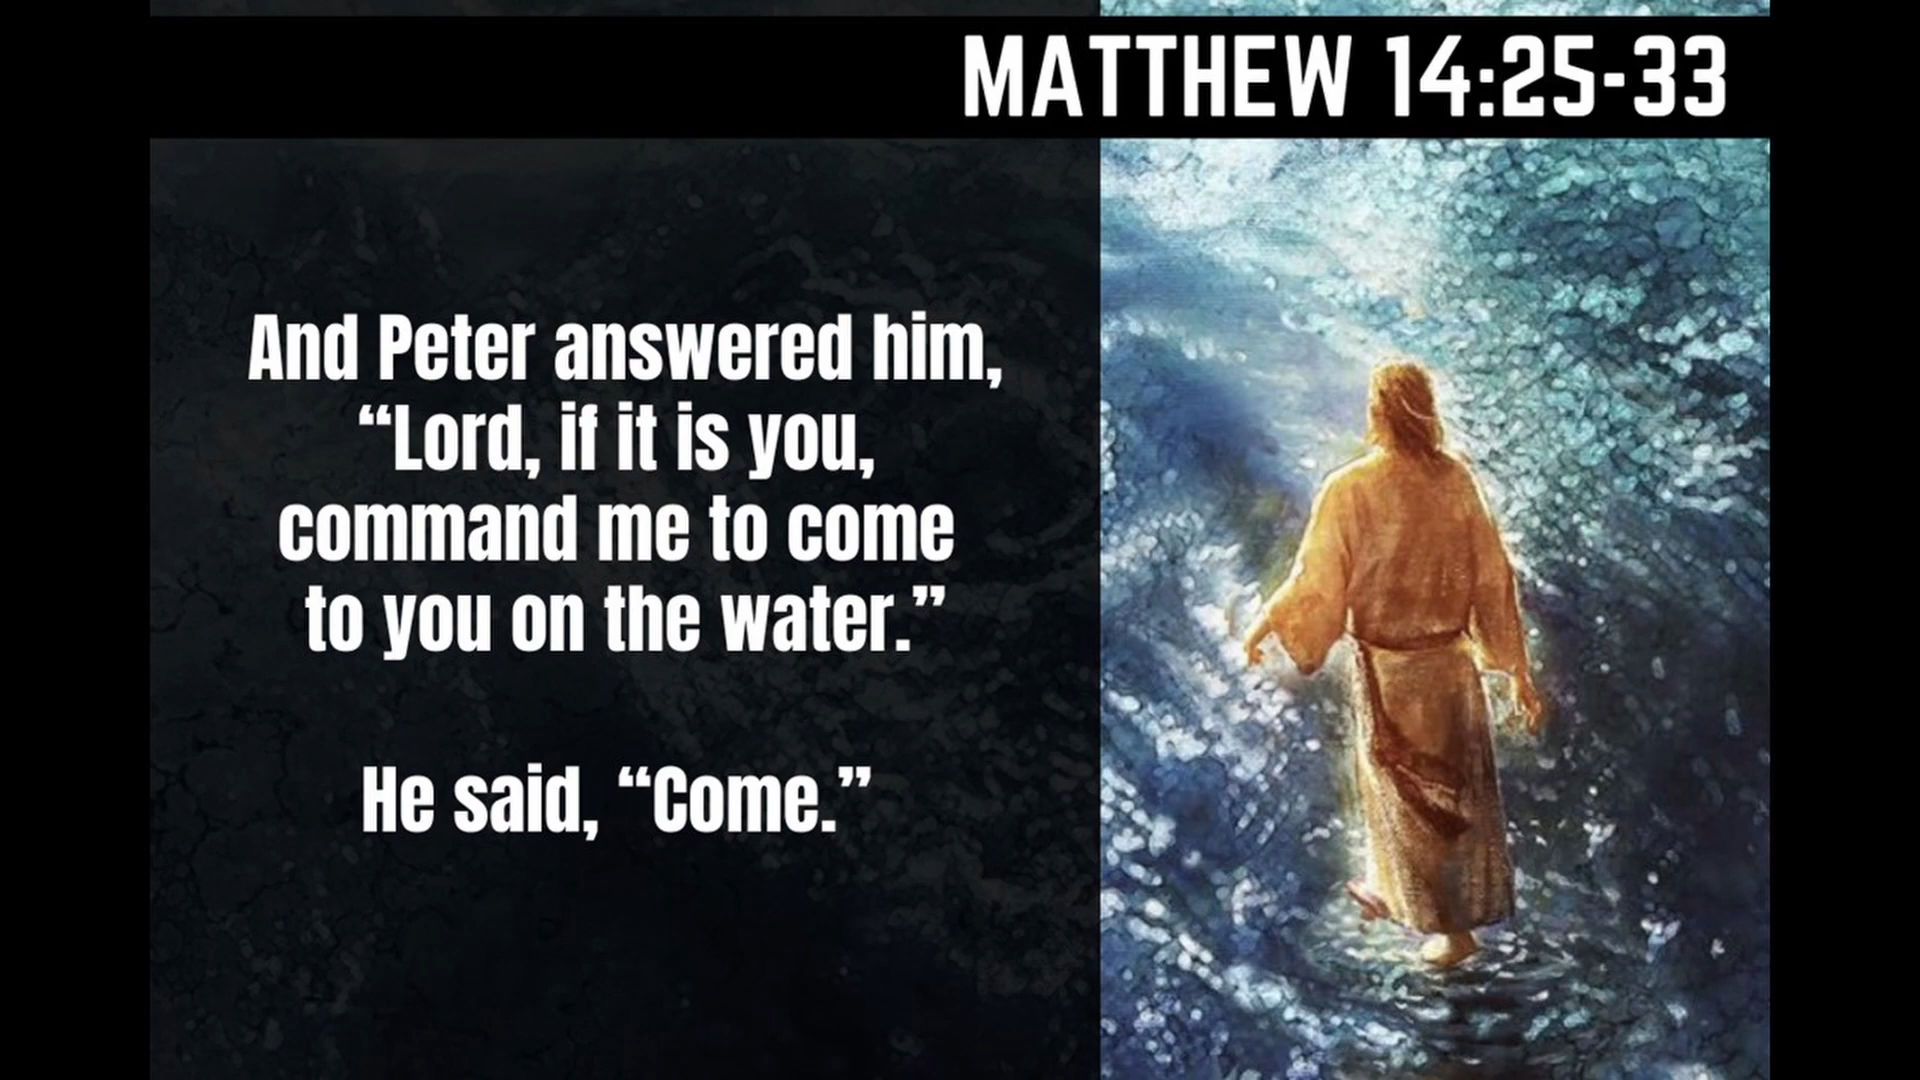 MATTHEW 14:25-33
And Peter answered him,
“Lord, if it is you,
command me to come
to you on the water.”
He said, “Come.”